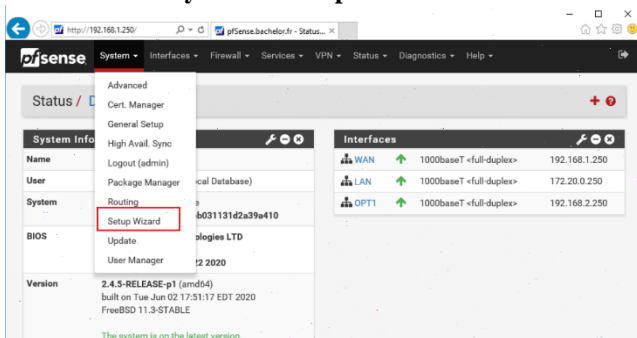 http://192.168.1.250/
pfSense.bachelor.fr - Status...
pfsense System Interfaces Firewall Services VPN Status Diagnostics Help
Status /
Advanced
Cert. Manager
General Setup
High Avail. Sync
Logout (admin)
Package Manager
Routing
Setup Wizard
Update
User Manager
System Info
Name
User cal Database)
System
b031131d2a39a410
BIOS ologies LTD
2 2020
Version 2.4.5-RELEASE-p1 (amd64)
built on Tue Jun 02 17:51:17 EDT 2020
FreeBSD 11.3-STABLE
The system is on the latest version.
Interfaces
WAN 1000baseT <full-duplex> 192.168.1.250
LAN 1000baseT <full-duplex> 172.20.0.250
OPT1 1000baseT <full-duplex> 192.168.2.250